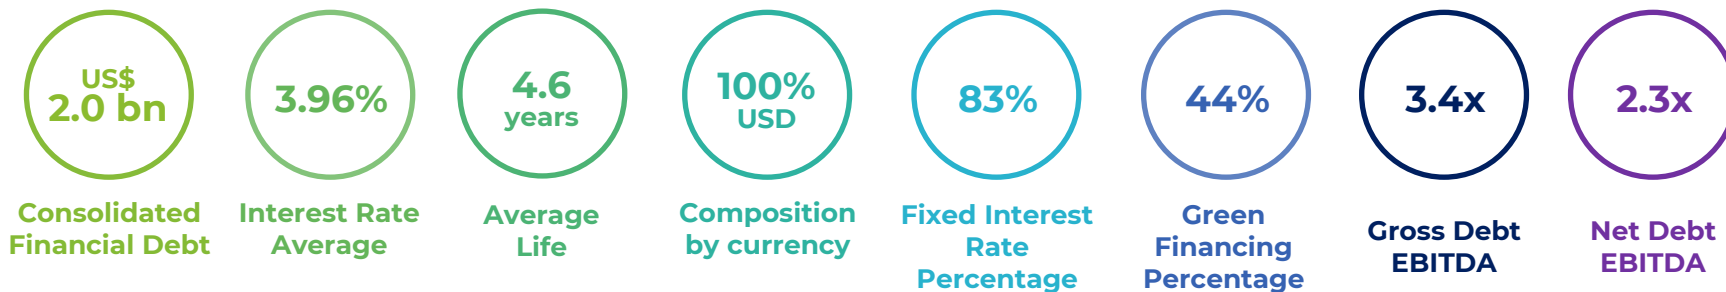 US$
2.0 bn
Consolidated
Financial Debt
3.96%
Interest Rate
Average
4.6
years
Average
Life
100%
USD
Composition
by currency
83%
Fixed Interest
Rate
Percentage
44%
Green
Financing
Percentage
3.4x
Gross Debt
EBITDA
2.3x
Net Debt
EBITDA